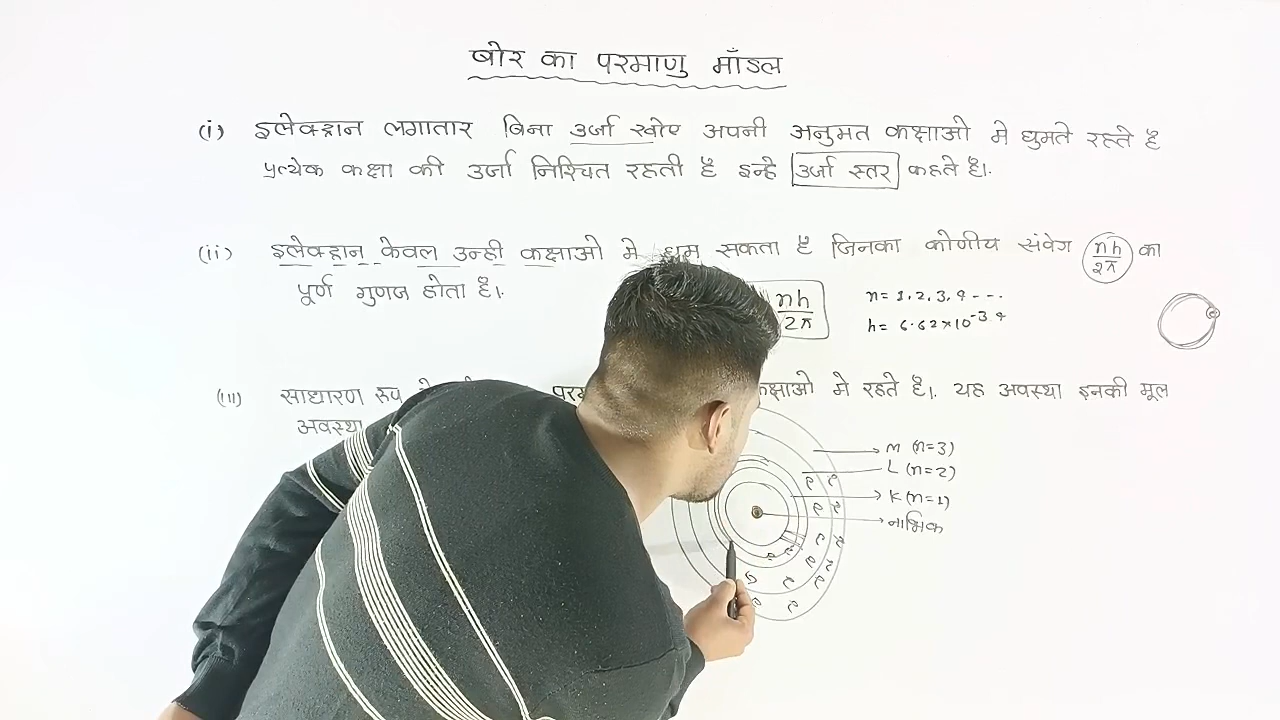 बोर का परमाणु मॉडल
(i) इलेक्ट्रान लगातार बिना उर्जा खोए अपनी अनुमत कक्षाओ मे घुमते रहते है
प्रत्येक कक्षा की उर्जा निश्चित रहती है इन्हे उर्जा स्तर कहते है।.
(ii) इलेक्ट्रान केवल उन्ही कक्षाओ मे घुम सकता है जिनका कोणीय संवेग nh/2π का
पूर्ण गुणज होता है।.
nh/2π
n= 1, 2, 3, 4 ---
h= 6.62×10^-34
(iii) साधारण रूप कक्षाओ मे रहते है।. यह अवस्था इनकी मूल
अवस्था
M (n=3)
L (n=2)
K (n=1)
नाभिक